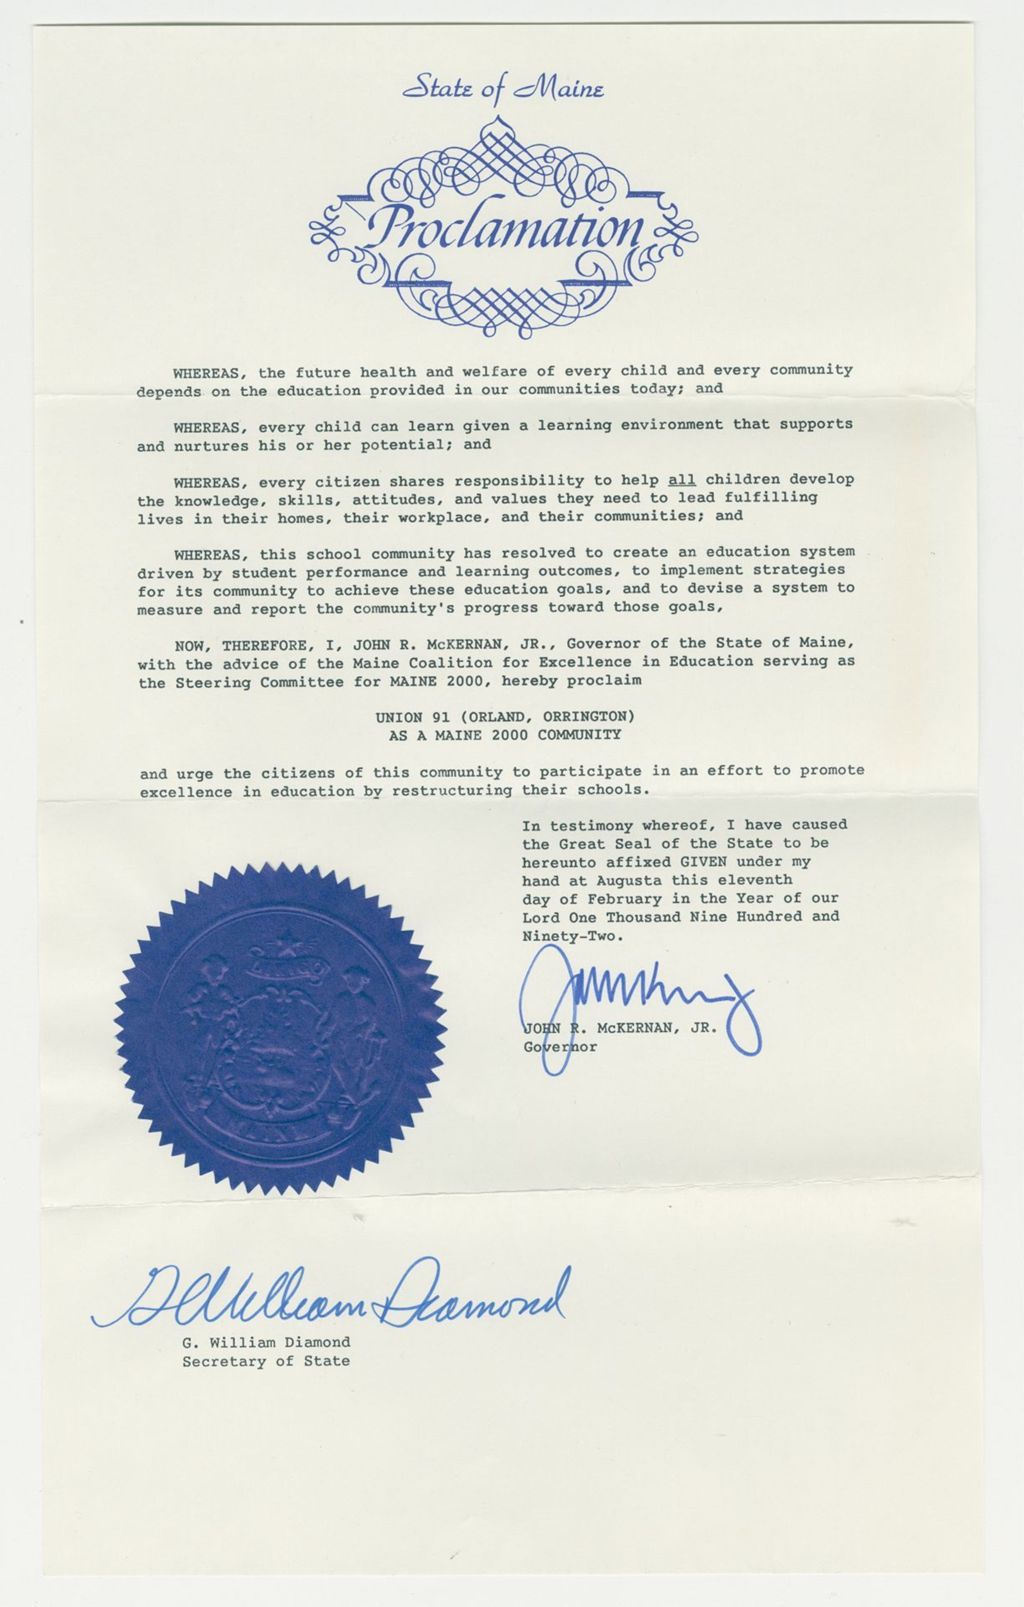 State of Maine
Proclamation
WHEREAS, the future health and welfare of every child and every community
depends on the education provided in our communities today; and
WHEREAS, every child can learn given a learning environment that supports
and nurtures his or her potential; and
WHEREAS, every citizen shares responsibility to help all children develop
the knowledge, skills, attitudes, and values they need to lead fulfilling
lives in their homes, their workplace, and their communities; and
WHEREAS, this school community has resolved to create an education system
driven by student performance and learning outcomes, to implement strategies
for its community to achieve these education goals, and to devise a system to
measure and report the community's progress toward those goals,
NOW, THEREFORE, I, JOHN R. McKERNAN, JR., Governor of the State of Maine,
with the advice of the Maine Coalition for Excellence in Education serving as
the Steering Committee for MAINE 2000, hereby proclaim
UNION 91 (ORLAND, ORRINGTON)
AS A MAINE 2000 COMMUNITY
and urge the citizens of this community to participate in an effort to promote
excellence in education by restructuring their schools.
In testimony whereof, I have caused
the Great Seal of the State to be
hereunto affixed GIVEN under my
hand at Augusta this eleventh
day of February in the Year of our
Lord One Thousand Nine Hundred and
Ninety-Two.
JOHN R. McKERNAN, JR.
Governor
DIRIGO
MAINE
G William Diamond
G. William Diamond
Secretary of State